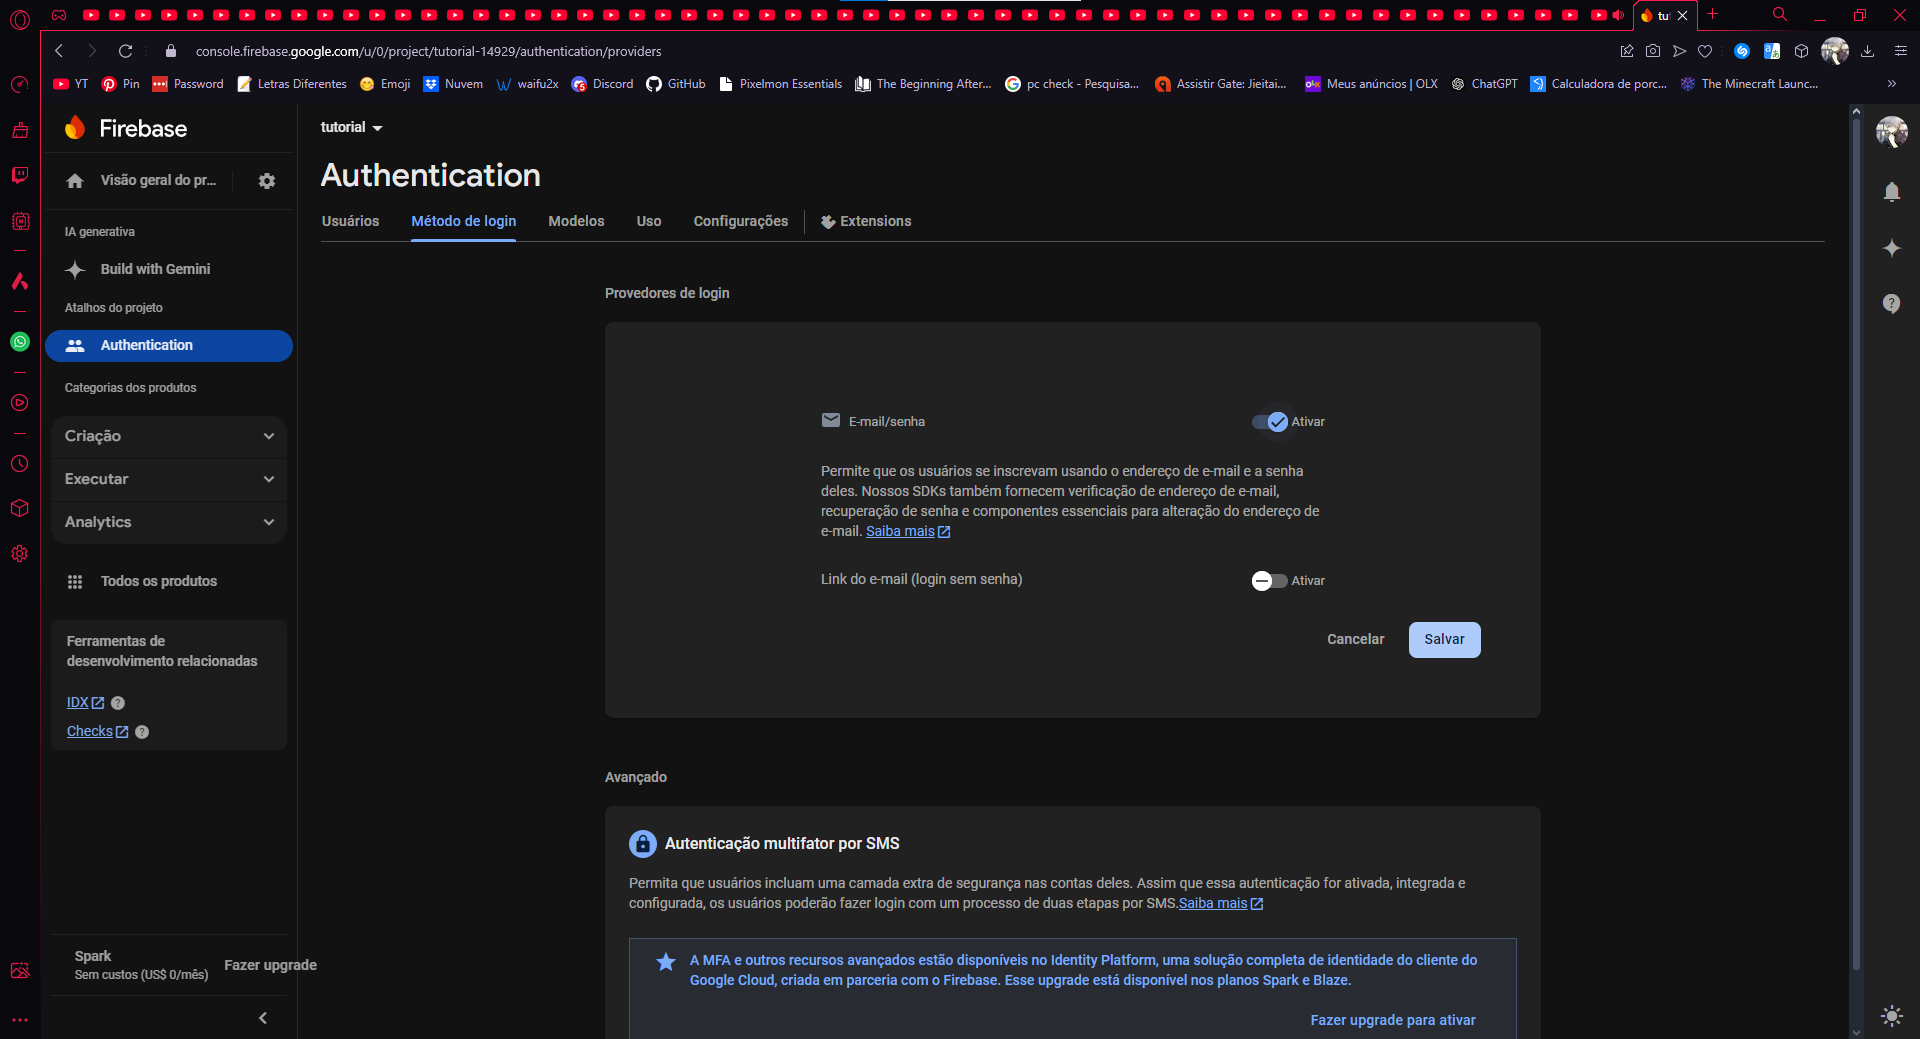 tu
console.firebase.google.com/u/0/project/tutorial-14929/authentication/providers
YT
Pin
Password
Letras Diferentes
Emoji
Nuvem
waifu2x
Discord
GitHub
Pixelmon Essentials
The Beginning After...
pc check - Pesquisa...
Assistir Gate: Jieitai...
Meus anúncios | OLX
ChatGPT
Calculadora de porc...
The Minecraft Launc...
Firebase
Visão geral do pr...
IA generativa
Build with Gemini
Atalhos do projeto
Authentication
Categorias dos produtos
Criação
Executar
Analytics
Todos os produtos
Ferramentas de
desenvolvimento relacionadas
IDX
Checks
Spark
Sem custos (US$ 0/mês)
Fazer upgrade
tutorial
Authentication
Usuários
Método de login
Modelos
Uso
Configurações
Extensions
Provedores de login
E-mail/senha
Ativar
Permite que os usuários se inscrevam usando o endereço de e-mail e a senha
deles. Nossos SDKs também fornecem verificação de endereço de e-mail,
recuperação de senha e componentes essenciais para alteração do endereço de
e-mail. Saiba mais
Link do e-mail (login sem senha)
Ativar
Cancelar
Salvar
Avançado
Autenticação multifator por SMS
Permita que usuários incluam uma camada extra de segurança nas contas deles. Assim que essa autenticação for ativada, integrada e
configurada, os usuários poderão fazer login com um processo de duas etapas por SMS.Saiba mais
A MFA e outros recursos avançados estão disponíveis no Identity Platform, uma solução completa de identidade do cliente do
Google Cloud, criada em parceria com o Firebase. Esse upgrade está disponível nos planos Spark e Blaze.
Fazer upgrade para ativar